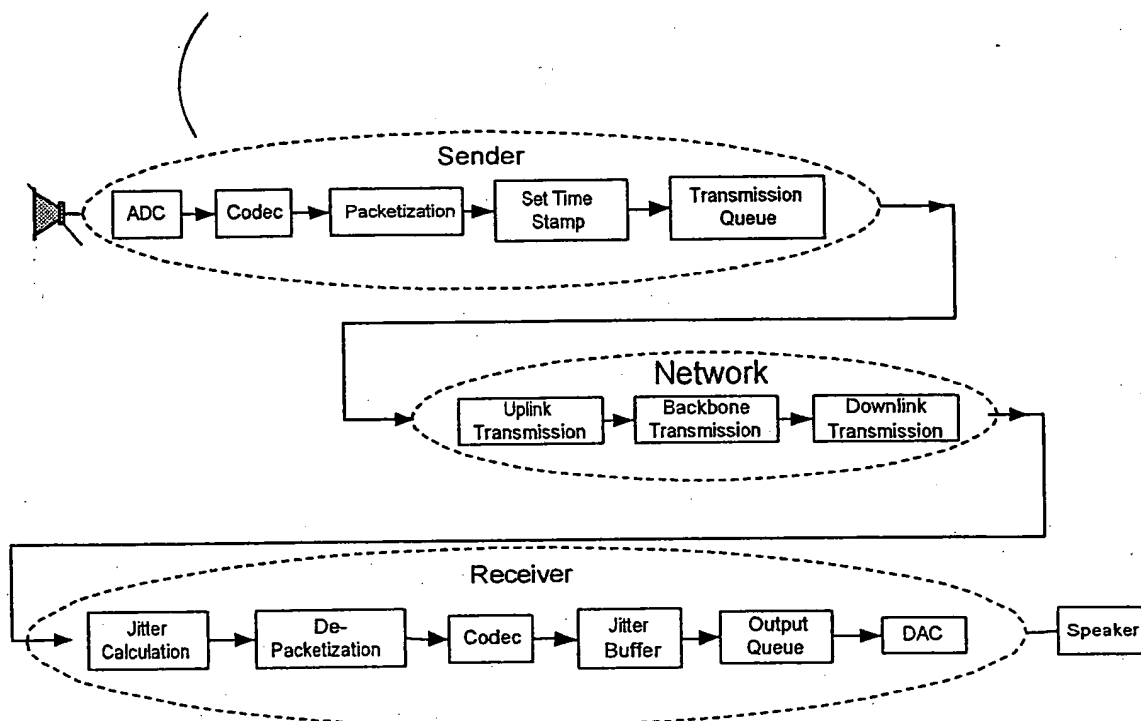 Sender
ADC
Codec
Packetization
Set Time
Stamp
Transmission
Queue
Network
Uplink
Transmission
Backbone
Transmission
Downlink
Transmission
Receiver
Jitter
Calculation
De-
Packetization
Codec
Jitter
Buffer
Output
Queue
DAC
Speaker